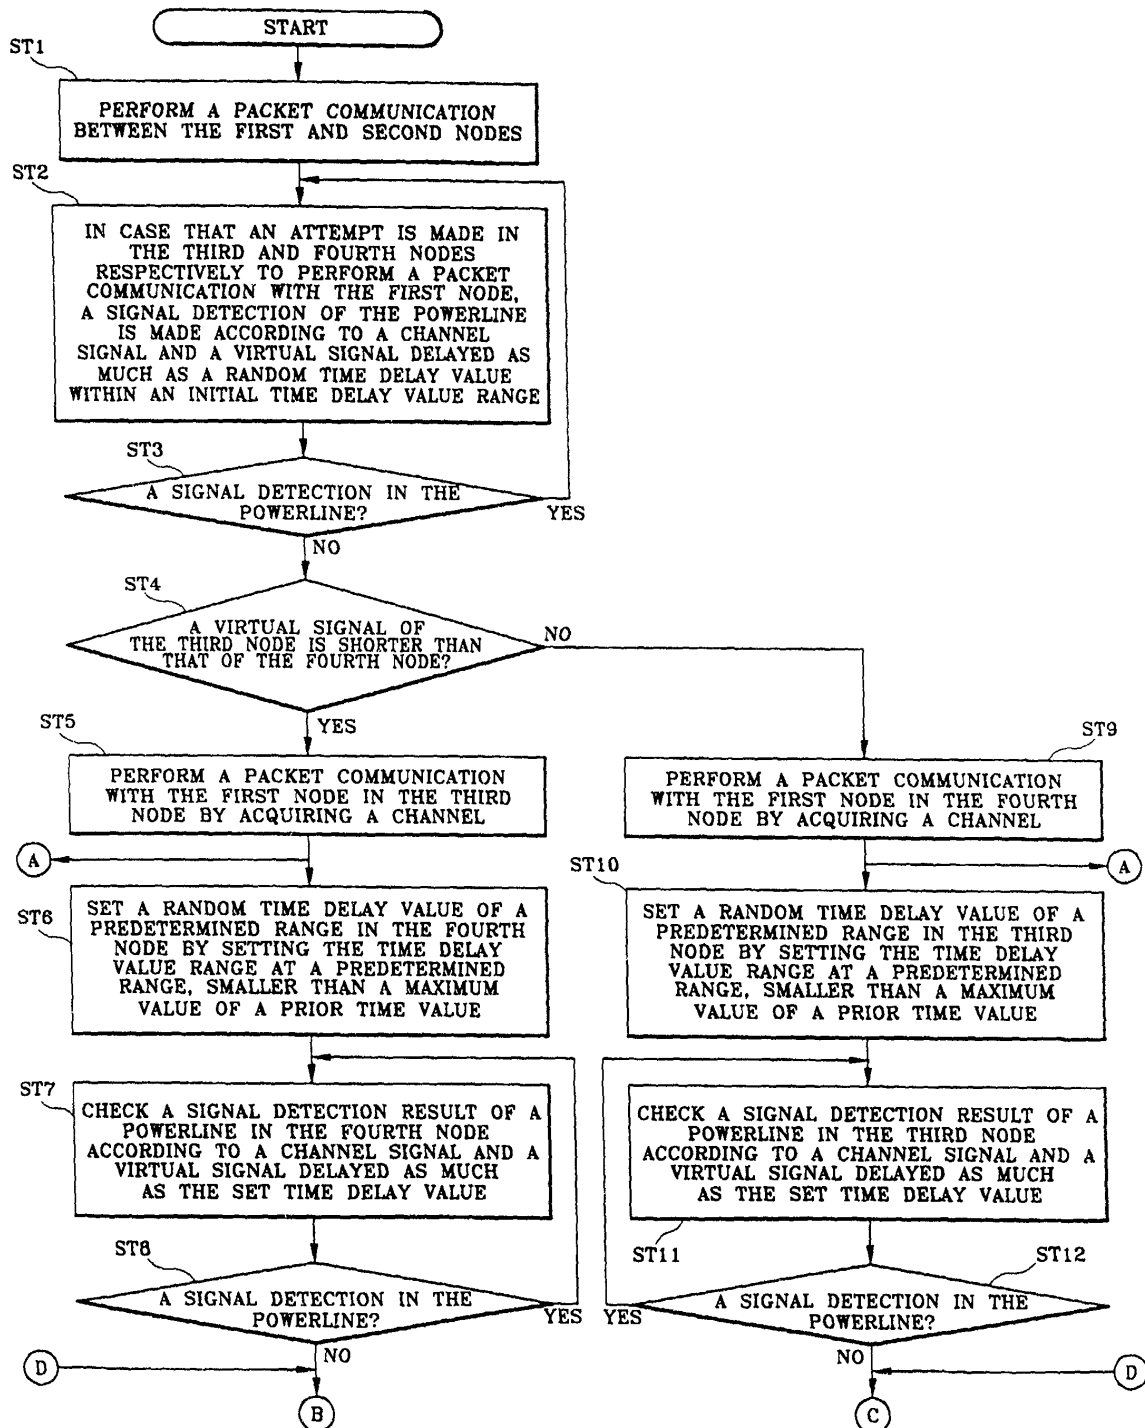 START
ST1
PERFORM A PACKET COMMUNICATION
BETWEEN THE FIRST AND SECOND NODES
ST2
IN CASE THAT AN ATTEMPT IS MADE IN
THE THIRD AND FOURTH NODES
RESPECTIVELY TO PERFORM A PACKET
COMMUNICATION WITH THE FIRST NODE,
A SIGNAL DETECTION OF THE POWERLINE
IS MADE ACCORDING TO A CHANNEL
SIGNAL AND A VIRTUAL SIGNAL DELAYED AS
MUCH AS A RANDOM TIME DELAY VALUE
WITHIN AN INITIAL TIME DELAY VALUE RANGE
ST3
A SIGNAL DETECTION IN THE
POWERLINE?
YES
NO
ST4
A VIRTUAL SIGNAL OF
THE THIRD NODE IS SHORTER THAN
THAT OF THE FOURTH NODE?
NO
YES
ST5
PERFORM A PACKET COMMUNICATION
WITH THE FIRST NODE IN THE THIRD
NODE BY ACQUIRING A CHANNEL
A
ST6
SET A RANDOM TIME DELAY VALUE OF A
PREDETERMINED RANGE IN THE FOURTH
NODE BY SETTING THE TIME DELAY
VALUE RANGE AT A PREDETERMINED
RANGE, SMALLER THAN A MAXIMUM
VALUE OF A PRIOR TIME VALUE
ST7
CHECK A SIGNAL DETECTION RESULT OF A
POWERLINE IN THE FOURTH NODE
ACCORDING TO A CHANNEL SIGNAL AND A
VIRTUAL SIGNAL DELAYED AS MUCH
AS THE SET TIME DELAY VALUE
ST8
A SIGNAL DETECTION IN THE
POWERLINE?
YES
NO
D
B
ST9
PERFORM A PACKET COMMUNICATION
WITH THE FIRST NODE IN THE FOURTH
NODE BY ACQUIRING A CHANNEL
A
ST10
SET A RANDOM TIME DELAY VALUE OF A
PREDETERMINED RANGE IN THE THIRD
NODE BY SETTING THE TIME DELAY
VALUE RANGE AT A PREDETERMINED
RANGE, SMALLER THAN A MAXIMUM
VALUE OF A PRIOR TIME VALUE
CHECK A SIGNAL DETECTION RESULT OF A
POWERLINE IN THE THIRD NODE
ACCORDING TO A CHANNEL SIGNAL AND A
VIRTUAL SIGNAL DELAYED AS MUCH
AS THE SET TIME DELAY VALUE
ST11
ST12
A SIGNAL DETECTION IN THE
POWERLINE?
YES
NO
D
C